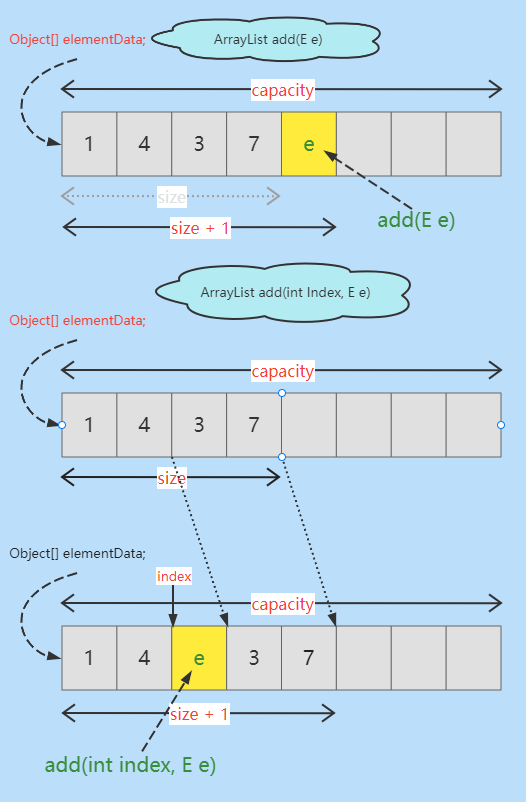 Object[] elementData;
ArrayList add(E e)
capacity
1 4 3 7 e
size
add(E e)
size + 1
ArrayList add(int Index, E e)
Object[] elementData;
capacity
1 4 3 7
size
Object[] elementData;
index
capacity
1 4 e 3 7
size + 1
add(int index, E e)